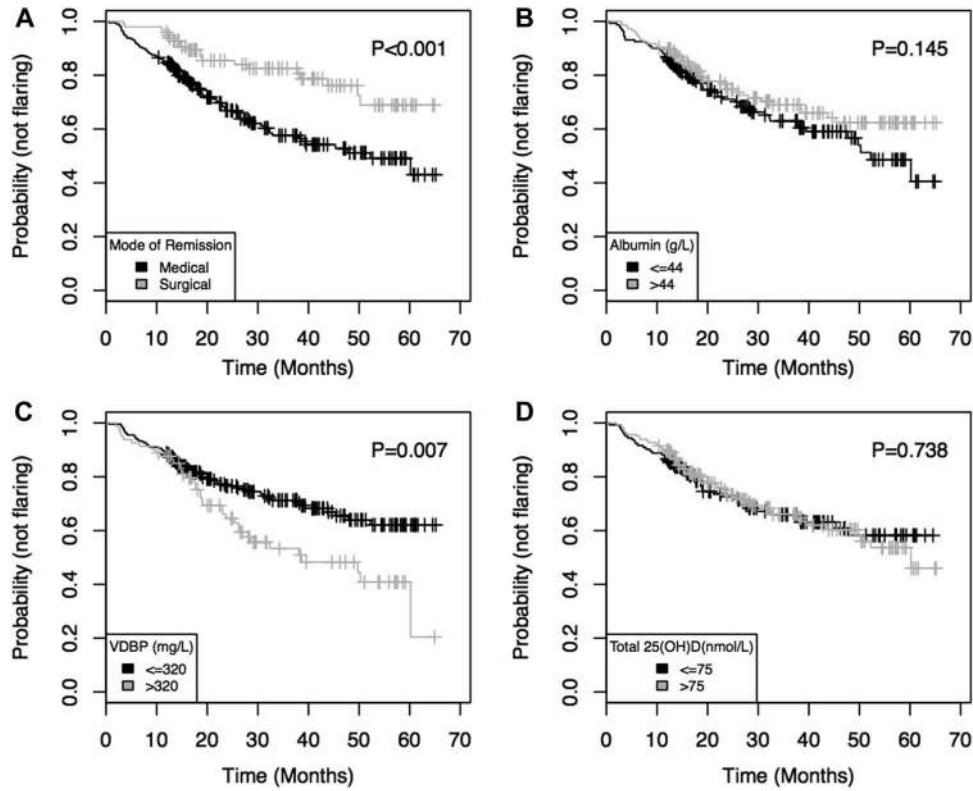 A
P<0.001
Probability (not flaring)
1.0
0.8
0.6
0.4
0.2
0.0
Mode of Remission
Medical
Surgical
0 10 20 30 40 50 60 70
Time (Months)
B
P=0.145
Probability (not flaring)
1.0
0.8
0.6
0.4
0.2
0.0
Albumin (g/L)
<=44
>44
0 10 20 30 40 50 60 70
Time (Months)
C
P=0.007
Probability (not flaring)
1.0
0.8
0.6
0.4
0.2
0.0
VDBP (mg/L)
<=320
>320
0 10 20 30 40 50 60 70
Time (Months)
D
P=0.738
Probability (not flaring)
1.0
0.8
0.6
0.4
0.2
0.0
Total 25(OH)D(nmol/L)
<=75
>75
0 10 20 30 40 50 60 70
Time (Months)